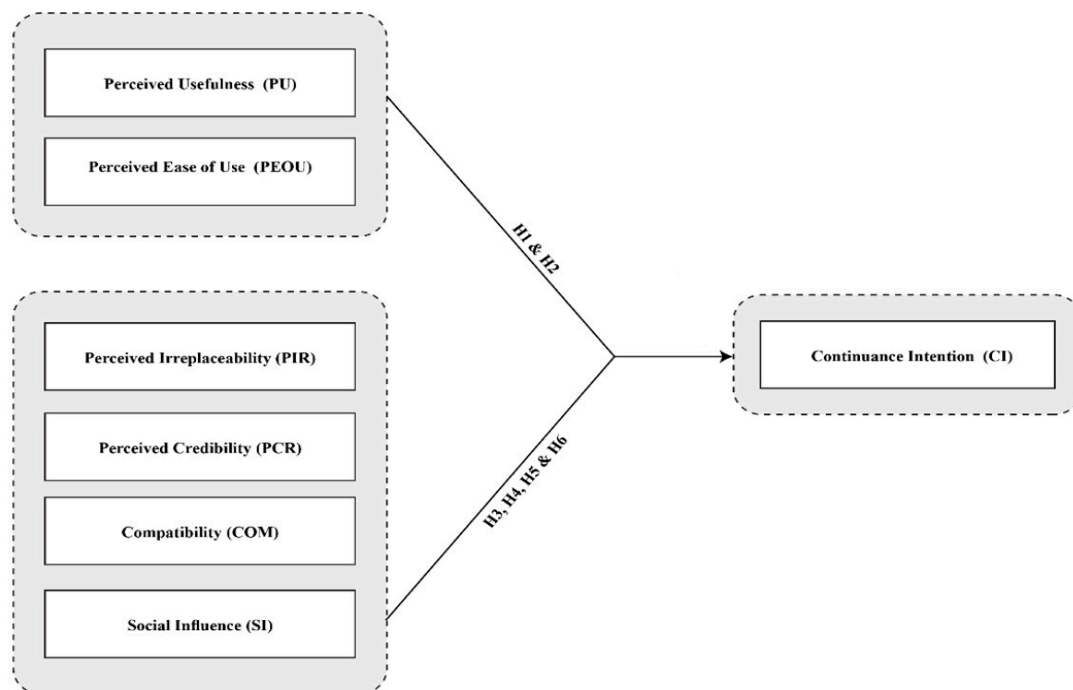 Perceived Usefulness (PU)
Perceived Ease of Use (PEOU)
H1 & H2
Perceived Irreplaceability (PIR)
Perceived Credibility (PCR)
Compatibility (COM)
Social Influence (SI)
H3, H4, H5 & H6
Continuance Intention (CI)